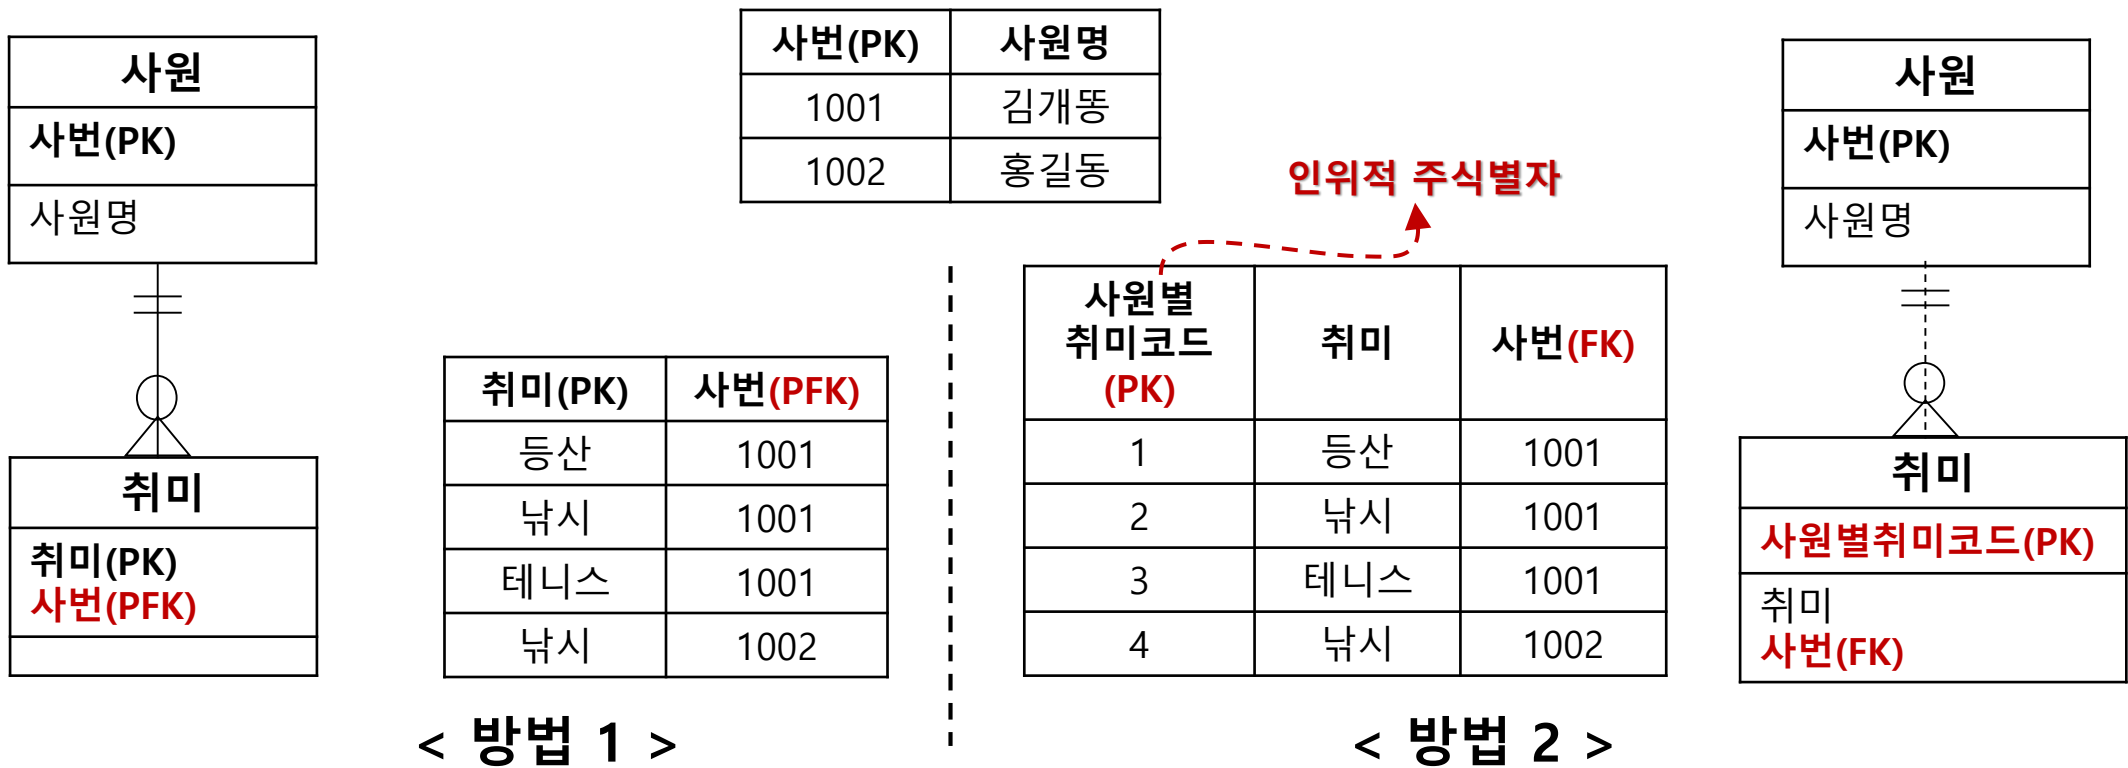 사원
사번(PK)
사원명
취미
취미(PK)
사번(PFK)
사번(PK) 사원명
1001 김개똥
1002 홍길동
취미(PK) 사번(PFK)
등산 1001
낚시 1001
테니스 1001
낚시 1002
< 방법 1 >
인위적 주식별자
사원별
취미코드
(PK)
취미
사번(FK)
1 등산 1001
2 낚시 1001
3 테니스 1001
4 낚시 1002
< 방법 2 >
사원
사번(PK)
사원명
취미
사원별취미코드(PK)
취미
사번(FK)